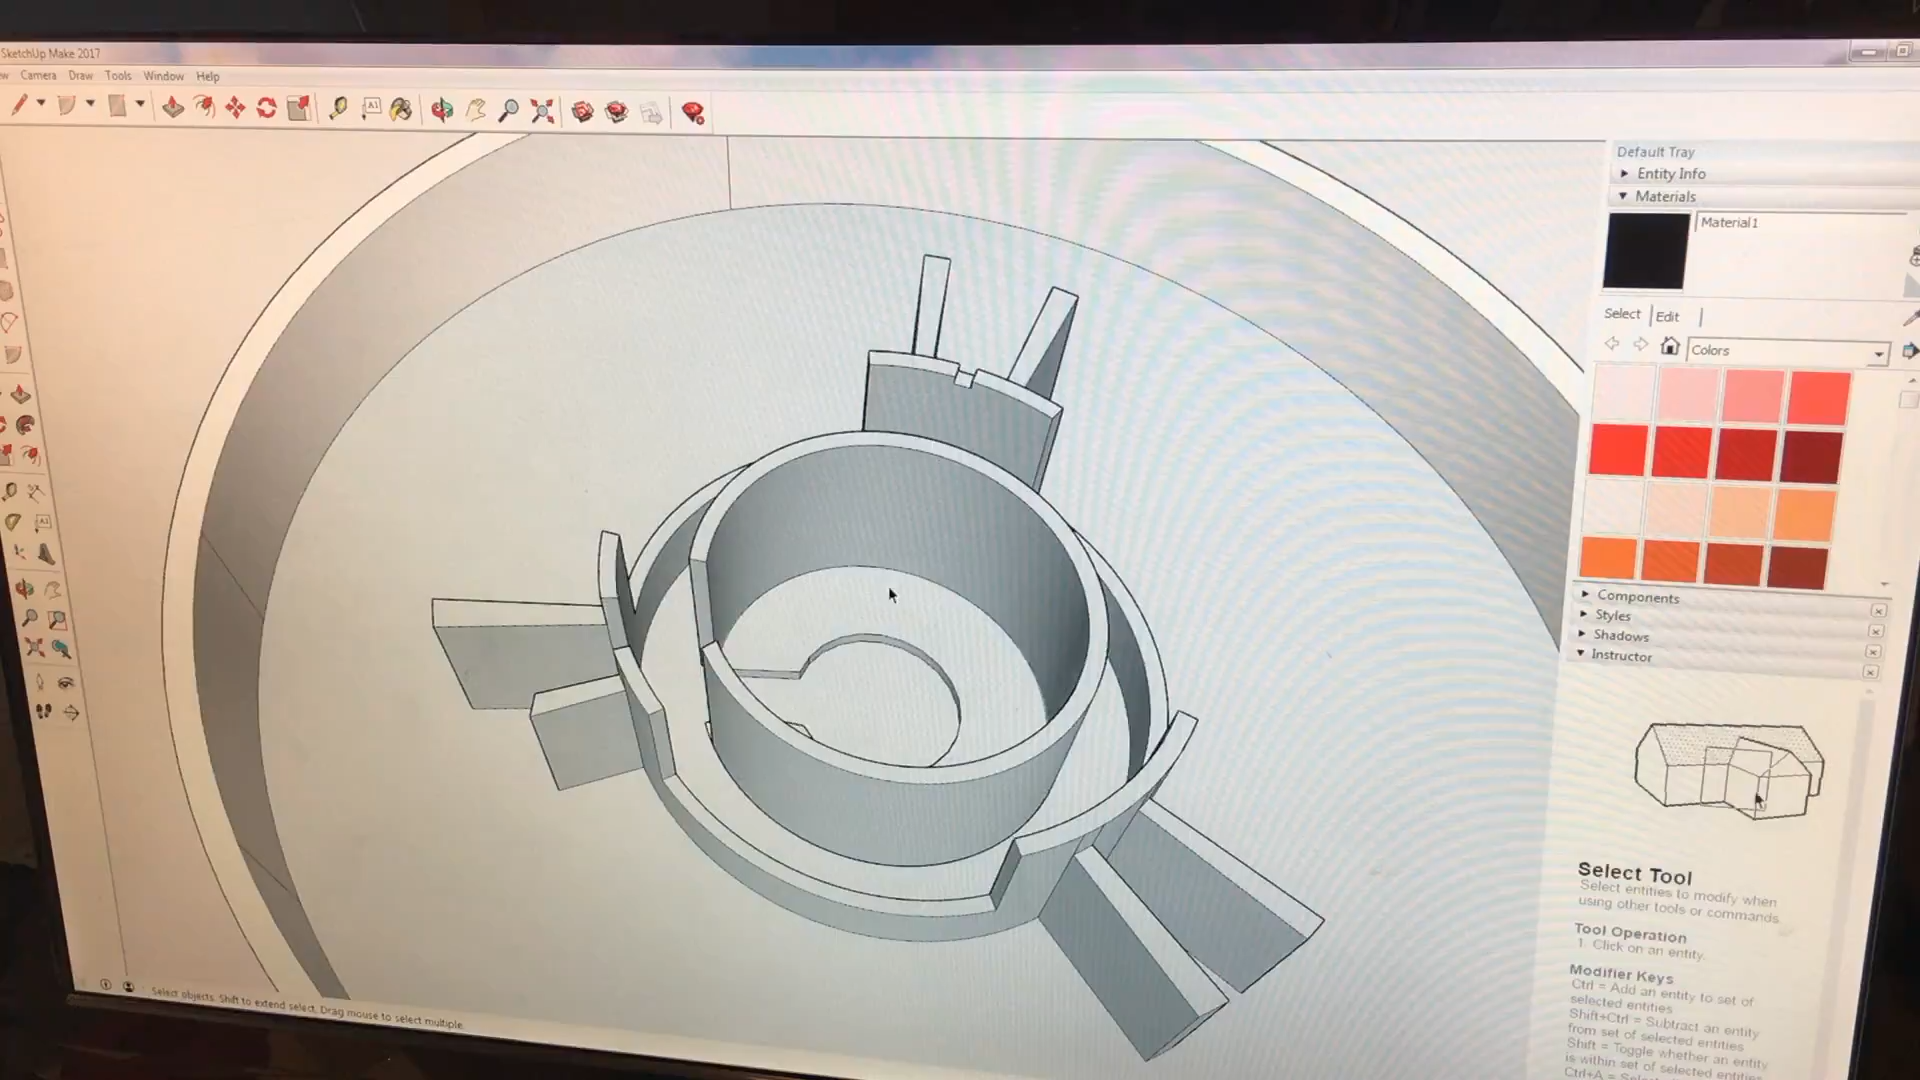 SketchUp Make 2017
Camera Draw Tools Window Help
A1
Default Tray
Entity Info
Materials
Material1
Select Edit
Colors
A1
Components
Styles
Shadows
Instructor
Select Tool
Select entities to modify when
using other tools or commands.
Tool Operation
1. Click on an entity.
Modifier Keys
Ctrl = Add an entity to set of
selected entities
Shift+Ctrl = Subtract an entity
from set of selected entities
Shift = Toggle whether an entity
is within set of selected entities
Select objects. Shift to extend select. Drag mouse to select multiple.